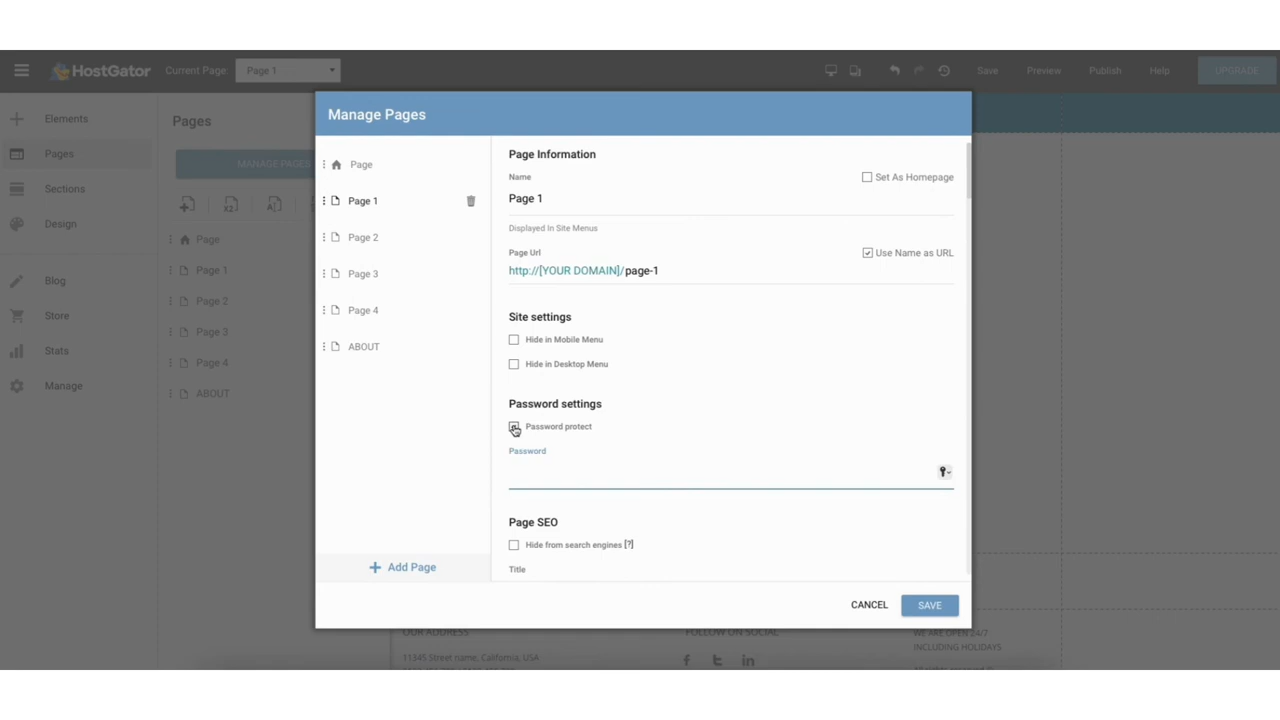 HostGator
Current Page:
Page 1
Save
Preview
Publish
Help
UPGRADE
Elements
Pages
Sections
Design
Blog
Store
Stats
Manage
Pages
MANAGE PAGES
Page
Page 1
Page 2
Page 3
Page 4
ABOUT
Manage Pages
Page
Page 1
Page 2
Page 3
Page 4
ABOUT
+ Add Page
Page Information
Name
Set As Homepage
Page 1
Displayed In Site Menus
Page Url
Use Name as URL
http://[YOUR DOMAIN]/page-1
Site settings
Hide in Mobile Menu
Hide in Desktop Menu
Password settings
Password protect
Password
Page SEO
Hide from search engines [?]
Title
CANCEL
SAVE
OUR ADDRESS
11345 Street name, California, USA
FOLLOW ON SOCIAL
WE ARE OPEN 24/7
INCLUDING HOLIDAYS